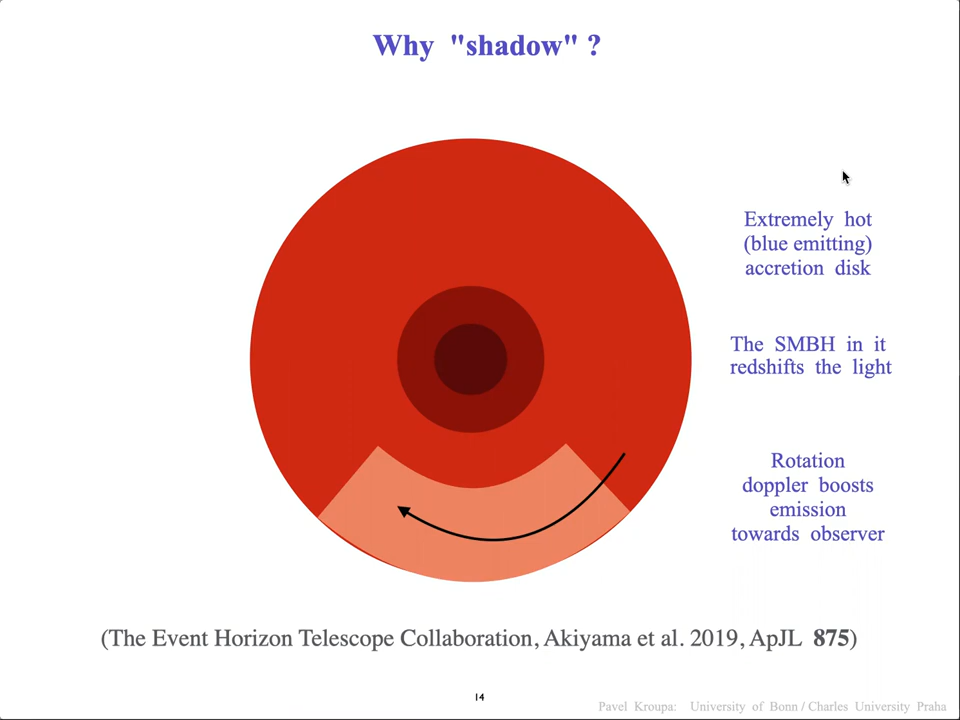 Why "shadow" ?
Extremely hot
(blue emitting)
accretion disk
The SMBH in it
redshifts the light
Rotation
doppler boosts
emission
towards observer
(The Event Horizon Telescope Collaboration, Akiyama et al. 2019, ApJL 875)
14
Pavel Kroupa: University of Bonn / Charles University Praha